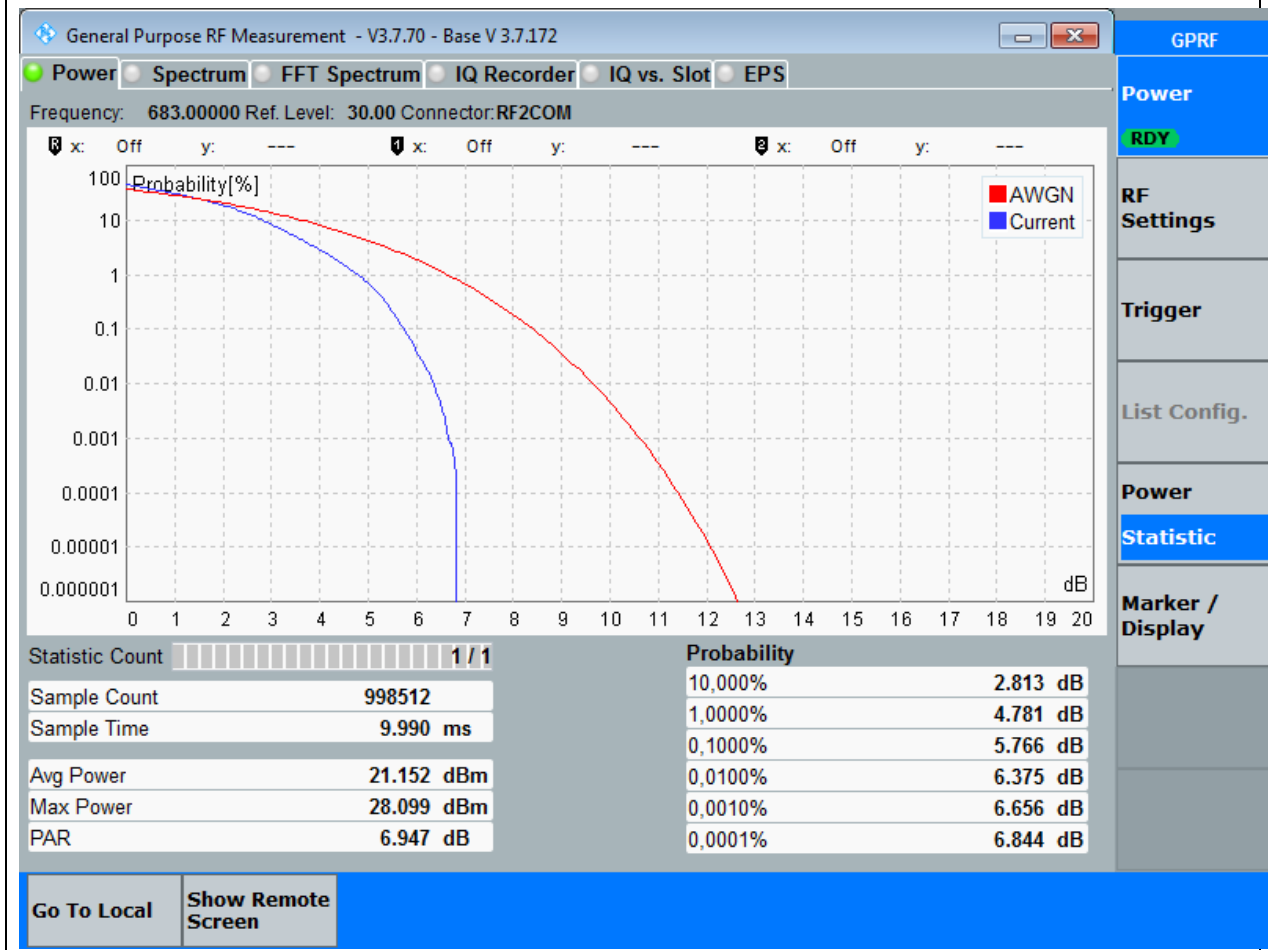 General Purpose RF Measurement - V3.7.70 - Base V 3.7.172
GPRF
Power Spectrum FFT Spectrum IQ Recorder IQ vs. Slot EPS
Frequency: 683.00000 Ref. Level: 30.00 Connector:RF2COM
R x: Off y: --- 1 x: Off y: --- 2 x: Off y: ---
Probability[%]
AWGN
Current
100
10
1
0.1
0.01
0.001
0.0001
0.00001
0.000001
dB
0 1 2 3 4 5 6 7 8 9 10 11 12 13 14 15 16 17 18 19 20
Statistic Count 1 / 1
Sample Count 998512
Sample Time 9.990 ms
Avg Power 21.152 dBm
Max Power 28.099 dBm
PAR 6.947 dB
Probability
10,000% 2.813 dB
1,0000% 4.781 dB
0,1000% 5.766 dB
0,0100% 6.375 dB
0,0010% 6.656 dB
0,0001% 6.844 dB
Power
RDY
RF
Settings
Trigger
List Config.
Power
Statistic
Marker /
Display
Go To Local
Show Remote
Screen